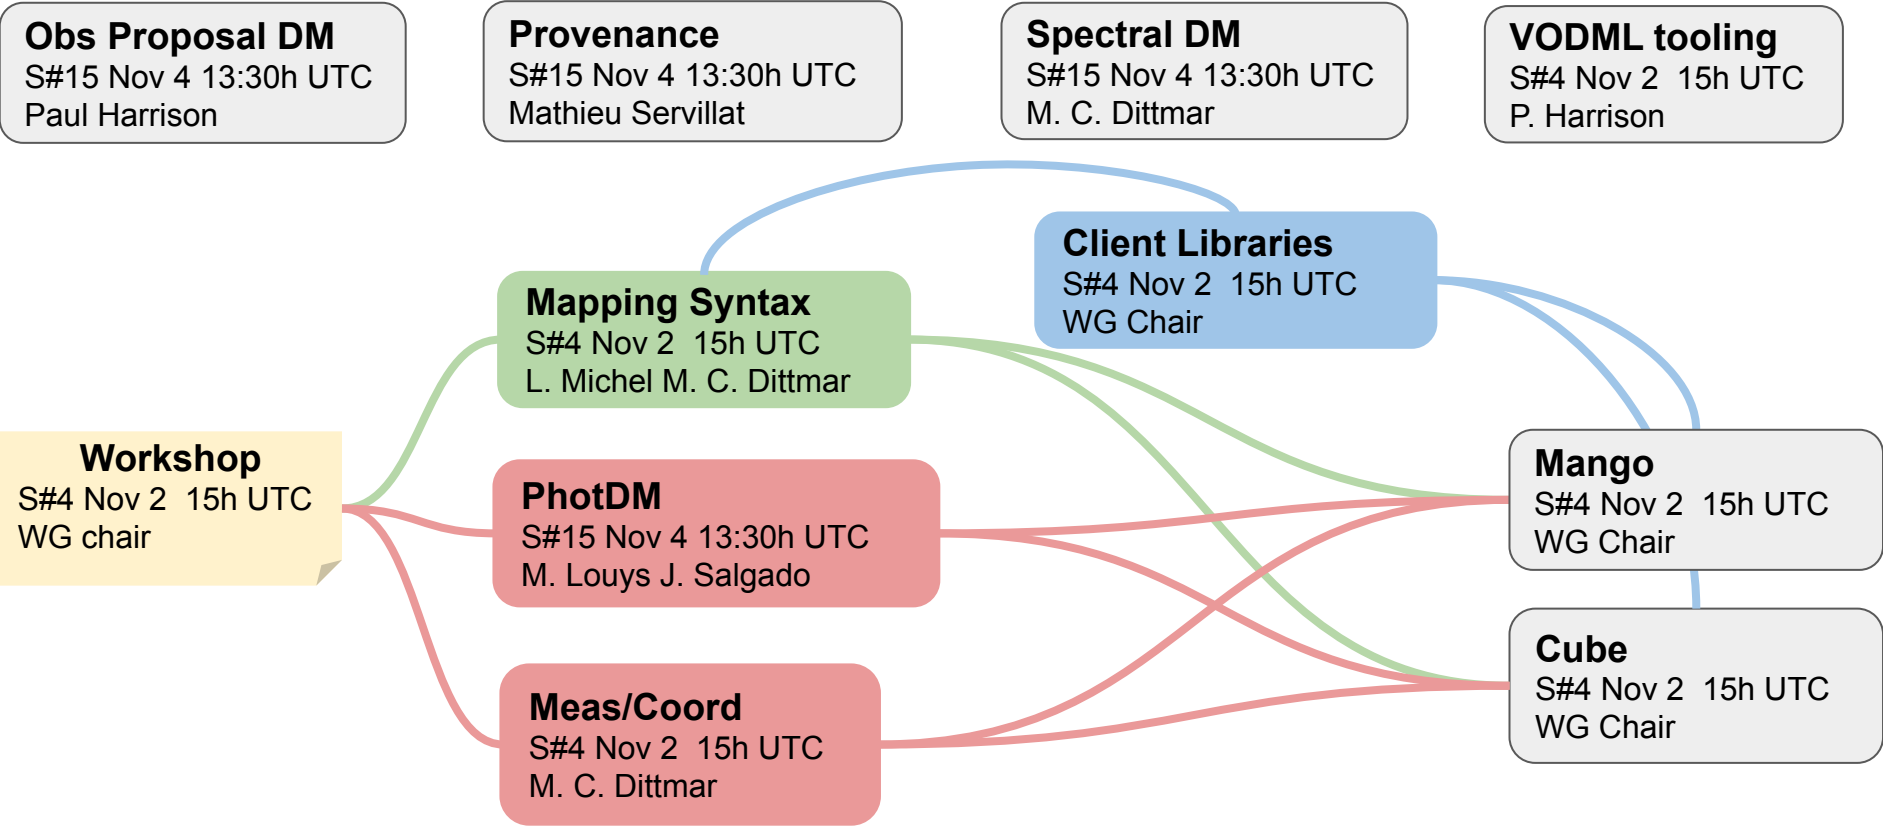 Obs Proposal DM
S#15 Nov 4 13:30h UTC
Paul Harrison
Provenance
S#15 Nov 4 13:30h UTC
Mathieu Servillat
Spectral DM
S#15 Nov 4 13:30h UTC
M. C. Dittmar
VODML tooling
S#4 Nov 2  15h UTC
P. Harrison
Client Libraries
S#4 Nov 2  15h UTC
WG Chair
Mapping Syntax
S#4 Nov 2  15h UTC
L. Michel M. C. Dittmar
Workshop
S#4 Nov 2  15h UTC
WG chair
PhotDM
S#15 Nov 4 13:30h UTC
M. Louys J. Salgado
Mango
S#4 Nov 2  15h UTC
WG Chair
Meas/Coord
S#4 Nov 2  15h UTC
M. C. Dittmar
Cube
S#4 Nov 2  15h UTC
WG Chair